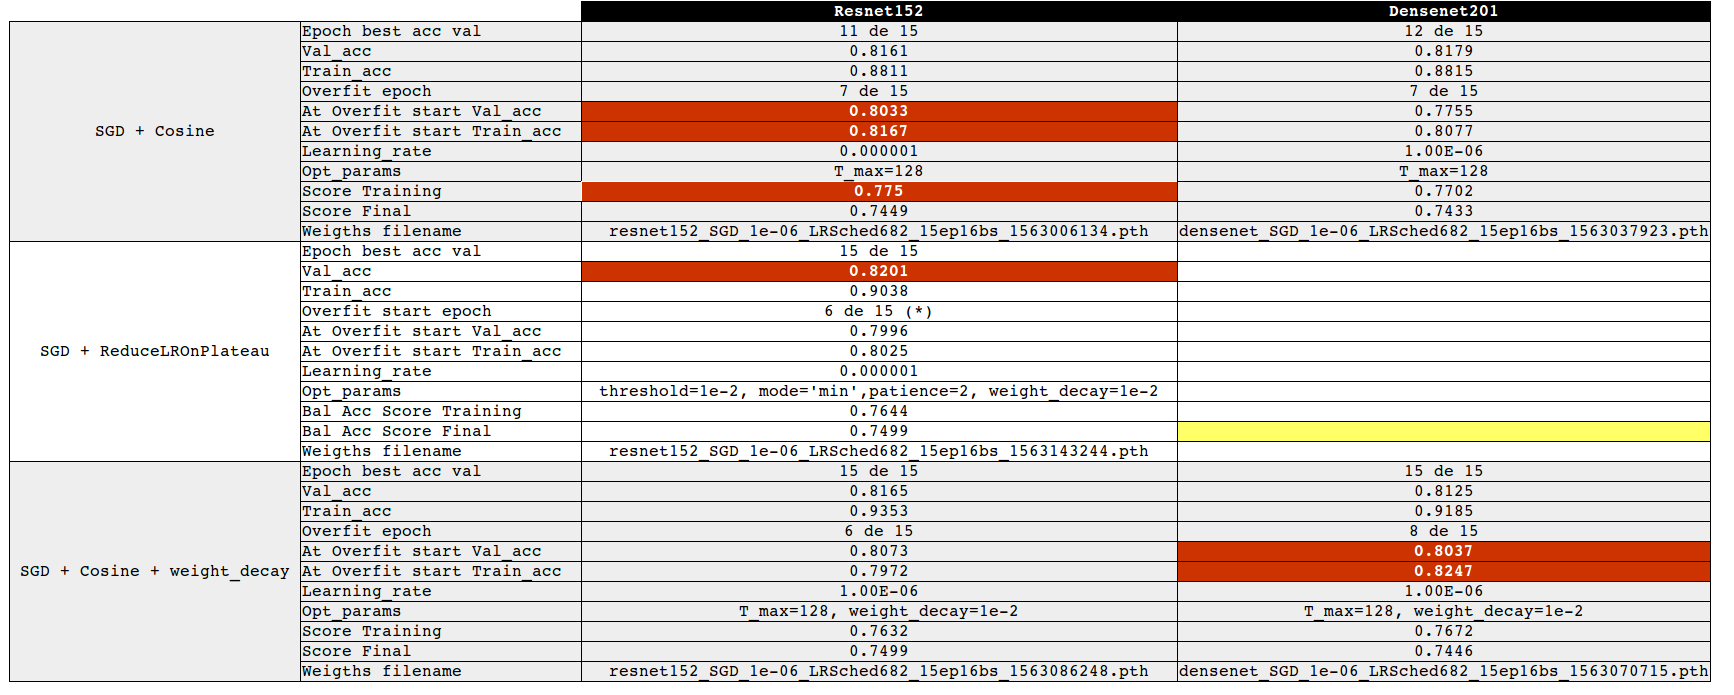 Resnet152 Densenet201
Epoch best acc val 11 de 15 12 de 15
Val_acc 0.8161 0.8179
Train_acc 0.8811 0.8815
Overfit epoch 7 de 15 7 de 15
At Overfit start Val_acc 0.8033 0.7755
SGD + Cosine At Overfit start Train_acc 0.8167 0.8077
Learning_rate 0.000001 1.00E-06
Opt_params T_max=128 T_max=128
Score Training 0.775 0.7702
Score Final 0.7449 0.7433
Weigths filename resnet152_SGD_1e-06_LRSched682_15ep16bs_1563006134.pth densenet_SGD_1e-06_LRSched682_15ep16bs_1563037923.pth
Epoch best acc val 15 de 15
Val_acc 0.8201
Train_acc 0.9038
Overfit start epoch 6 de 15 (*)
At Overfit start Val_acc 0.7996
SGD + ReduceLROnPlateau At Overfit start Train_acc 0.8025
Learning_rate 0.000001
Opt_params threshold=1e-2, mode='min',patience=2, weight_decay=1e-2
Bal Acc Score Training 0.7644
Bal Acc Score Final 0.7499
Weigths filename resnet152_SGD_1e-06_LRSched682_15ep16bs_1563143244.pth
Epoch best acc val 15 de 15 15 de 15
Val_acc 0.8165 0.8125
Train_acc 0.9353 0.9185
Overfit epoch 6 de 15 8 de 15
At Overfit start Val_acc 0.8073 0.8037
SGD + Cosine + weight_decay At Overfit start Train_acc 0.7972 0.8247
Learning_rate 1.00E-06 1.00E-06
Opt_params T_max=128, weight_decay=1e-2 T_max=128, weight_decay=1e-2
Score Training 0.7632 0.7672
Score Final 0.7499 0.7446
Weigths filename resnet152_SGD_1e-06_LRSched682_15ep16bs_1563086248.pth densenet_SGD_1e-06_LRSched682_15ep16bs_1563070715.pth